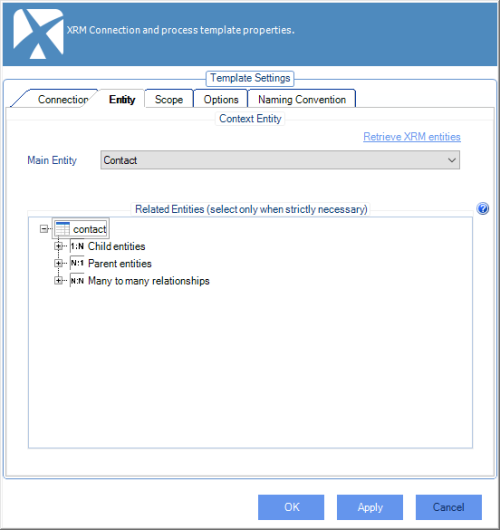 XRM Connection and process template properties.
Template Settings
Connection Entity Scope Options Naming Convention
Context Entity
Retrieve XRM entities
Main Entity Contact
Related Entities (select only when strictly necessary) ?
contact
1:N Child entities
N:1 Parent entities
N:N Many to many relationships
OK Apply Cancel